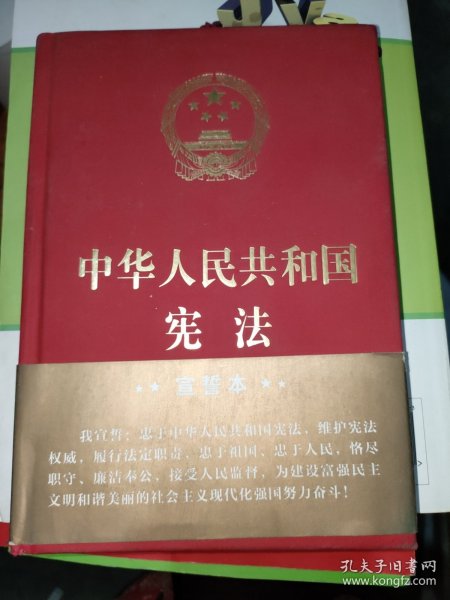 JV
中华人民共和国
宪法
★★宣誓本★★
我宣誓：忠于中华人民共和国宪法，维护宪法
权威，履行法定职责，忠于祖国、忠于人民，恪尽
职守、廉洁奉公，接受人民监督，为建设富强民主
文明和谐美丽的社会主义现代化强国努力奋斗！
孔夫子旧书网
www.kongfz.com